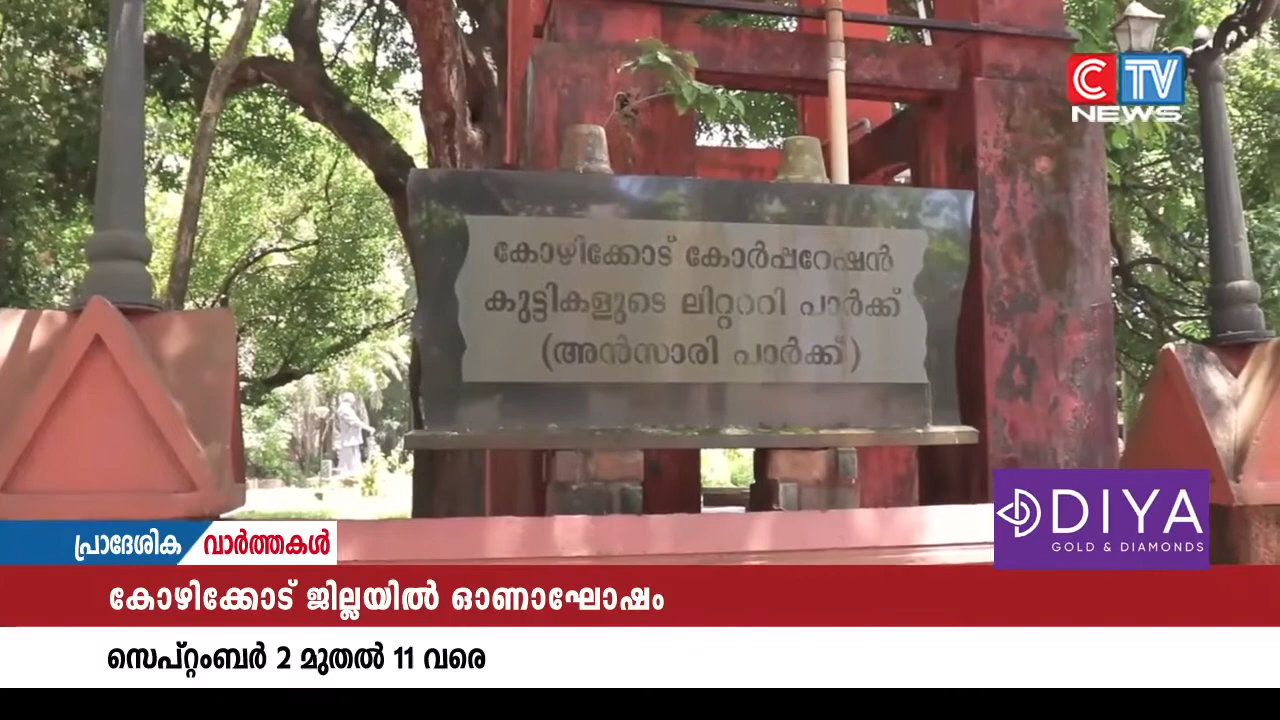 CTV
NEWS
കോഴിക്കോട് കോർപ്പറേഷൻ
കുട്ടികളുടെ ലിറ്റററി പാർക്ക്
(അൻസാരി പാർക്ക്)
DIYA
GOLD & DIAMONDS
പ്രാദേശിക വാർത്തകൾ
കോഴിക്കോട് ജില്ലയിൽ ഓണാഘോഷം
സെപ്റ്റംബർ 2 മുതൽ 11 വരെ